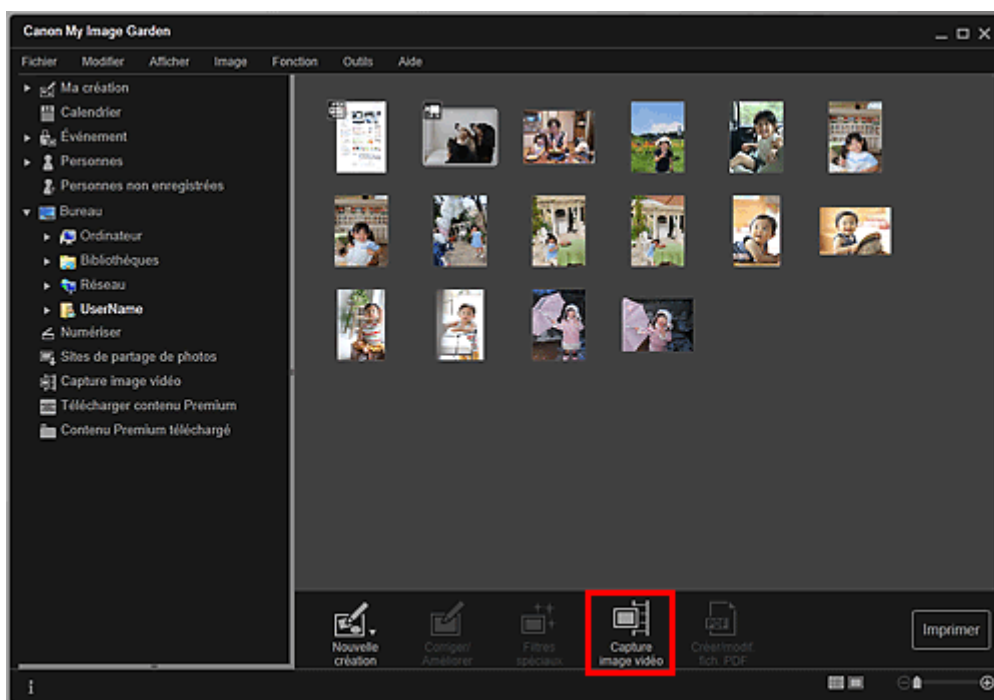 Canon My Image Garden
Fichier Modifier Afficher Image Fonction Outils Aide
Ma création
Calendrier
Événement
Personnes
Personnes non enregistrées
Bureau
Ordinateur
Bibliothèques
Réseau
UserName
Numériser
Sites de partage de photos
Capture image vidéo
Télécharger contenu Premium
Contenu Premium téléchargé
Nouvelle
création
Corriger/
Améliorer
Filtres
spéciaux
Capture
image vidéo
PDF
Créer/modif.
fich. PDF
Imprimer